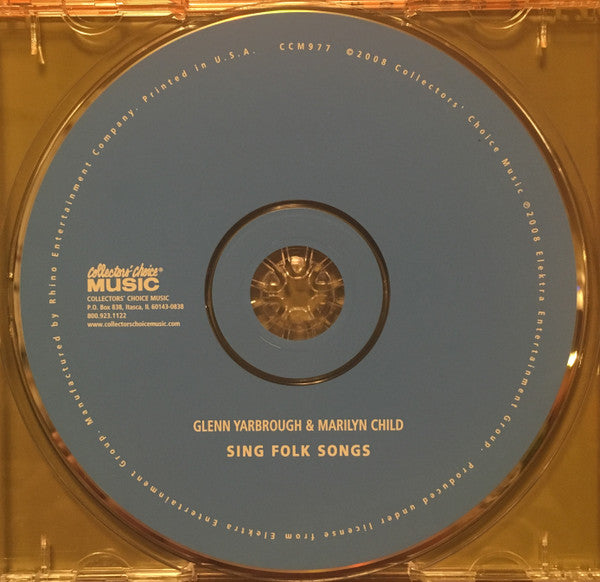 CCM977 ©2008 Collectors' Choice Music ℗2008 Elektra Entertainment Group. Produced under license from Elektra Entertainment Group. Manufactured by Rhino Entertainment Company. Printed in U.S.A.
Collectors' Choice®
MUSIC
COLLECTORS' CHOICE MUSIC
P.O. Box 838, Itasca, IL 60143-0838
800.923.1122
www.collectorschoicemusic.com
GLENN YARBROUGH & MARILYN CHILD
SING FOLK SONGS